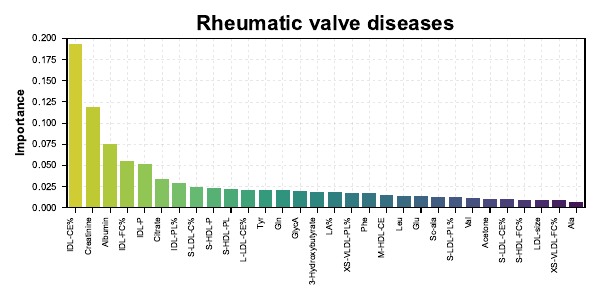 Rheumatic valve diseases
Importance
0.200
0.175
0.150
0.125
0.100
0.075
0.050
0.025
0.000
IDL-CE%
Creatinine
Albumin
IDL-FC%
IDL-P
Citrate
IDL-PL%
S-LDL-C%
S-HDL-P
S-HDL-PL
L-LDL-CE%
Tyr
Gln
GlycA
3-Hydroxybutyrate
LA%
XS-VLDL-PL%
Phe
M-HDL-CE
Leu
Glu
Sc-ala
S-LDL-PL%
Val
Acetone
S-LDL-CE%
S-HDL-FC%
LDL-size
XS-VLDL-FC%
Ala